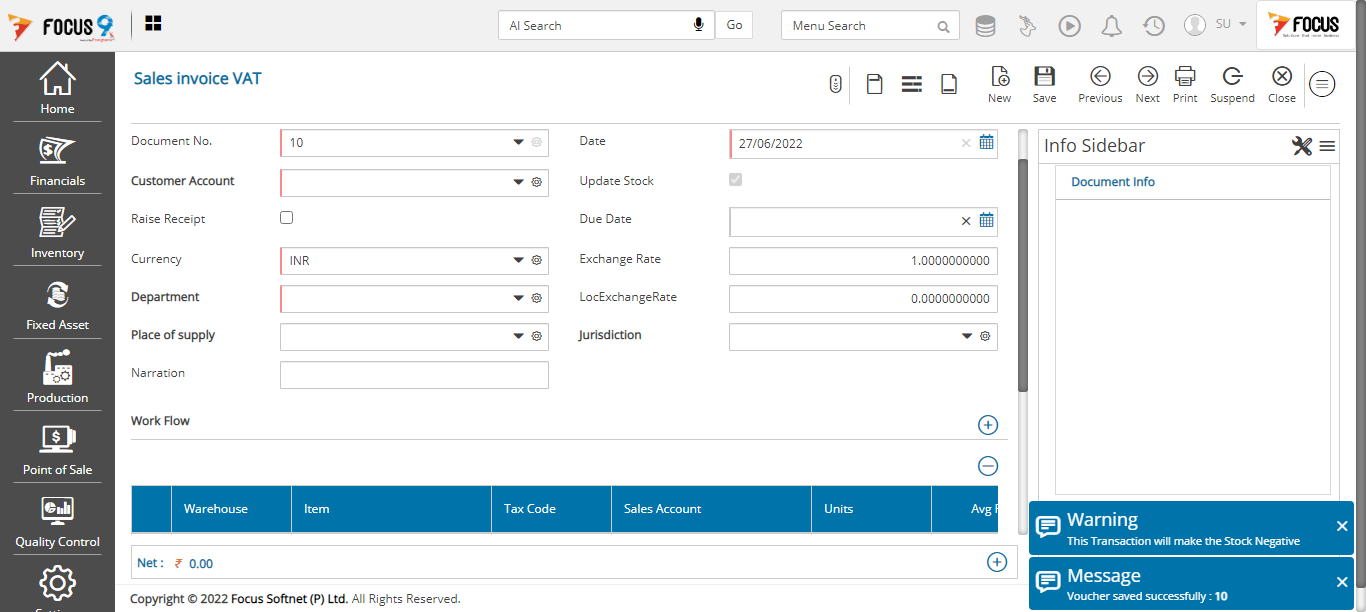 FOCUS 9
AI Search
Go
Menu Search
SU
FOCUS
Home
Financials
Inventory
Fixed Asset
Production
Point of Sale
Quality Control
Sales invoice VAT
New
Save
Previous
Next
Print
Suspend
Close
Document No.
10
Date
27/06/2022
Customer Account
Update Stock
Raise Receipt
Due Date
Currency
INR
Exchange Rate
1.0000000000
Department
LocExchangeRate
0.0000000000
Place of supply
Jurisdiction
Narration
Work Flow
Warehouse
Item
Tax Code
Sales Account
Units
Avg
Net : ₹ 0.00
Copyright © 2022 Focus Softnet (P) Ltd. All Rights Reserved.
Info Sidebar
Document Info
Warning
This Transaction will make the Stock Negative
Message
Voucher saved successfully : 10